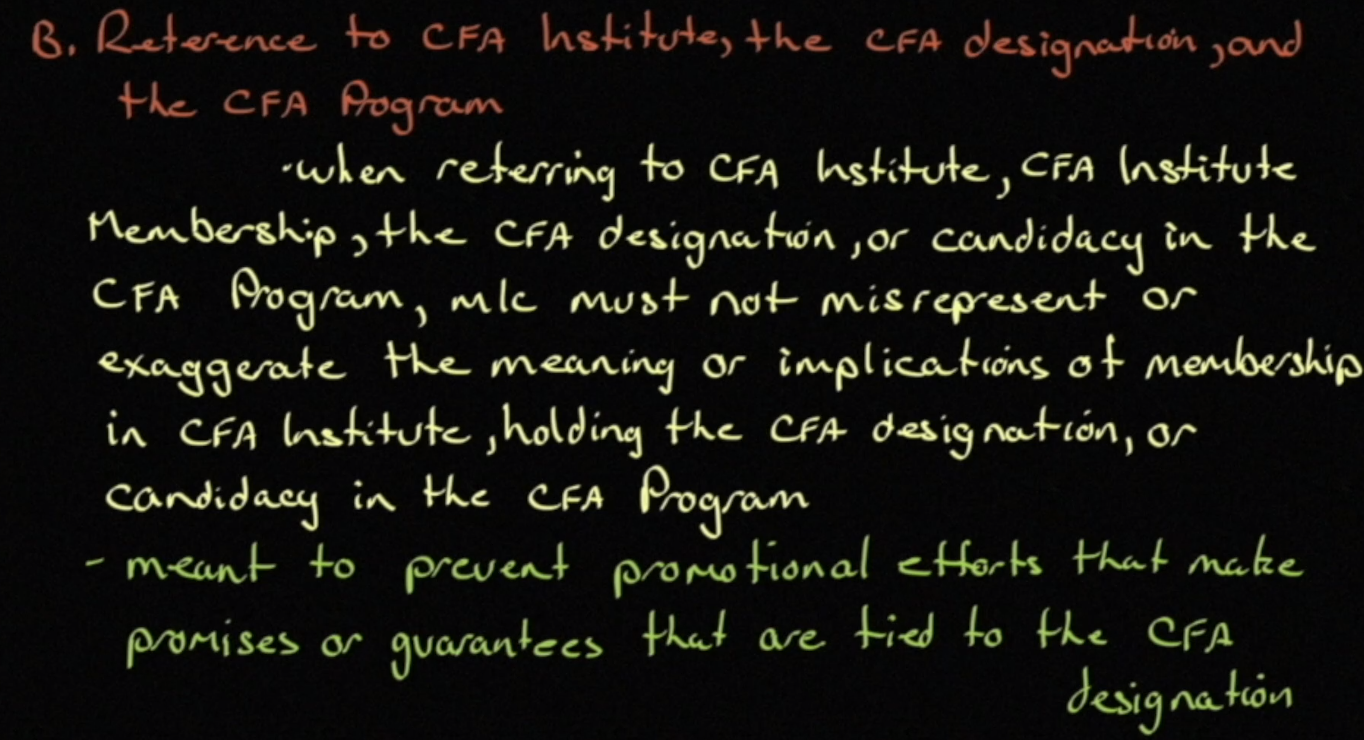 B. Reference to CFA Institute, the CFA designation, and
the CFA Program
· when referring to CFA Institute, CFA Institute
Membership, the CFA designation, or candidacy in the
CFA Program, m/c must not misrepresent or
exaggerate the meaning or implications of membership
in CFA Institute, holding the CFA designation, or
candidacy in the CFA Program
- meant to prevent promotional efforts that make
promises or guarantees that are tied to the CFA
designation